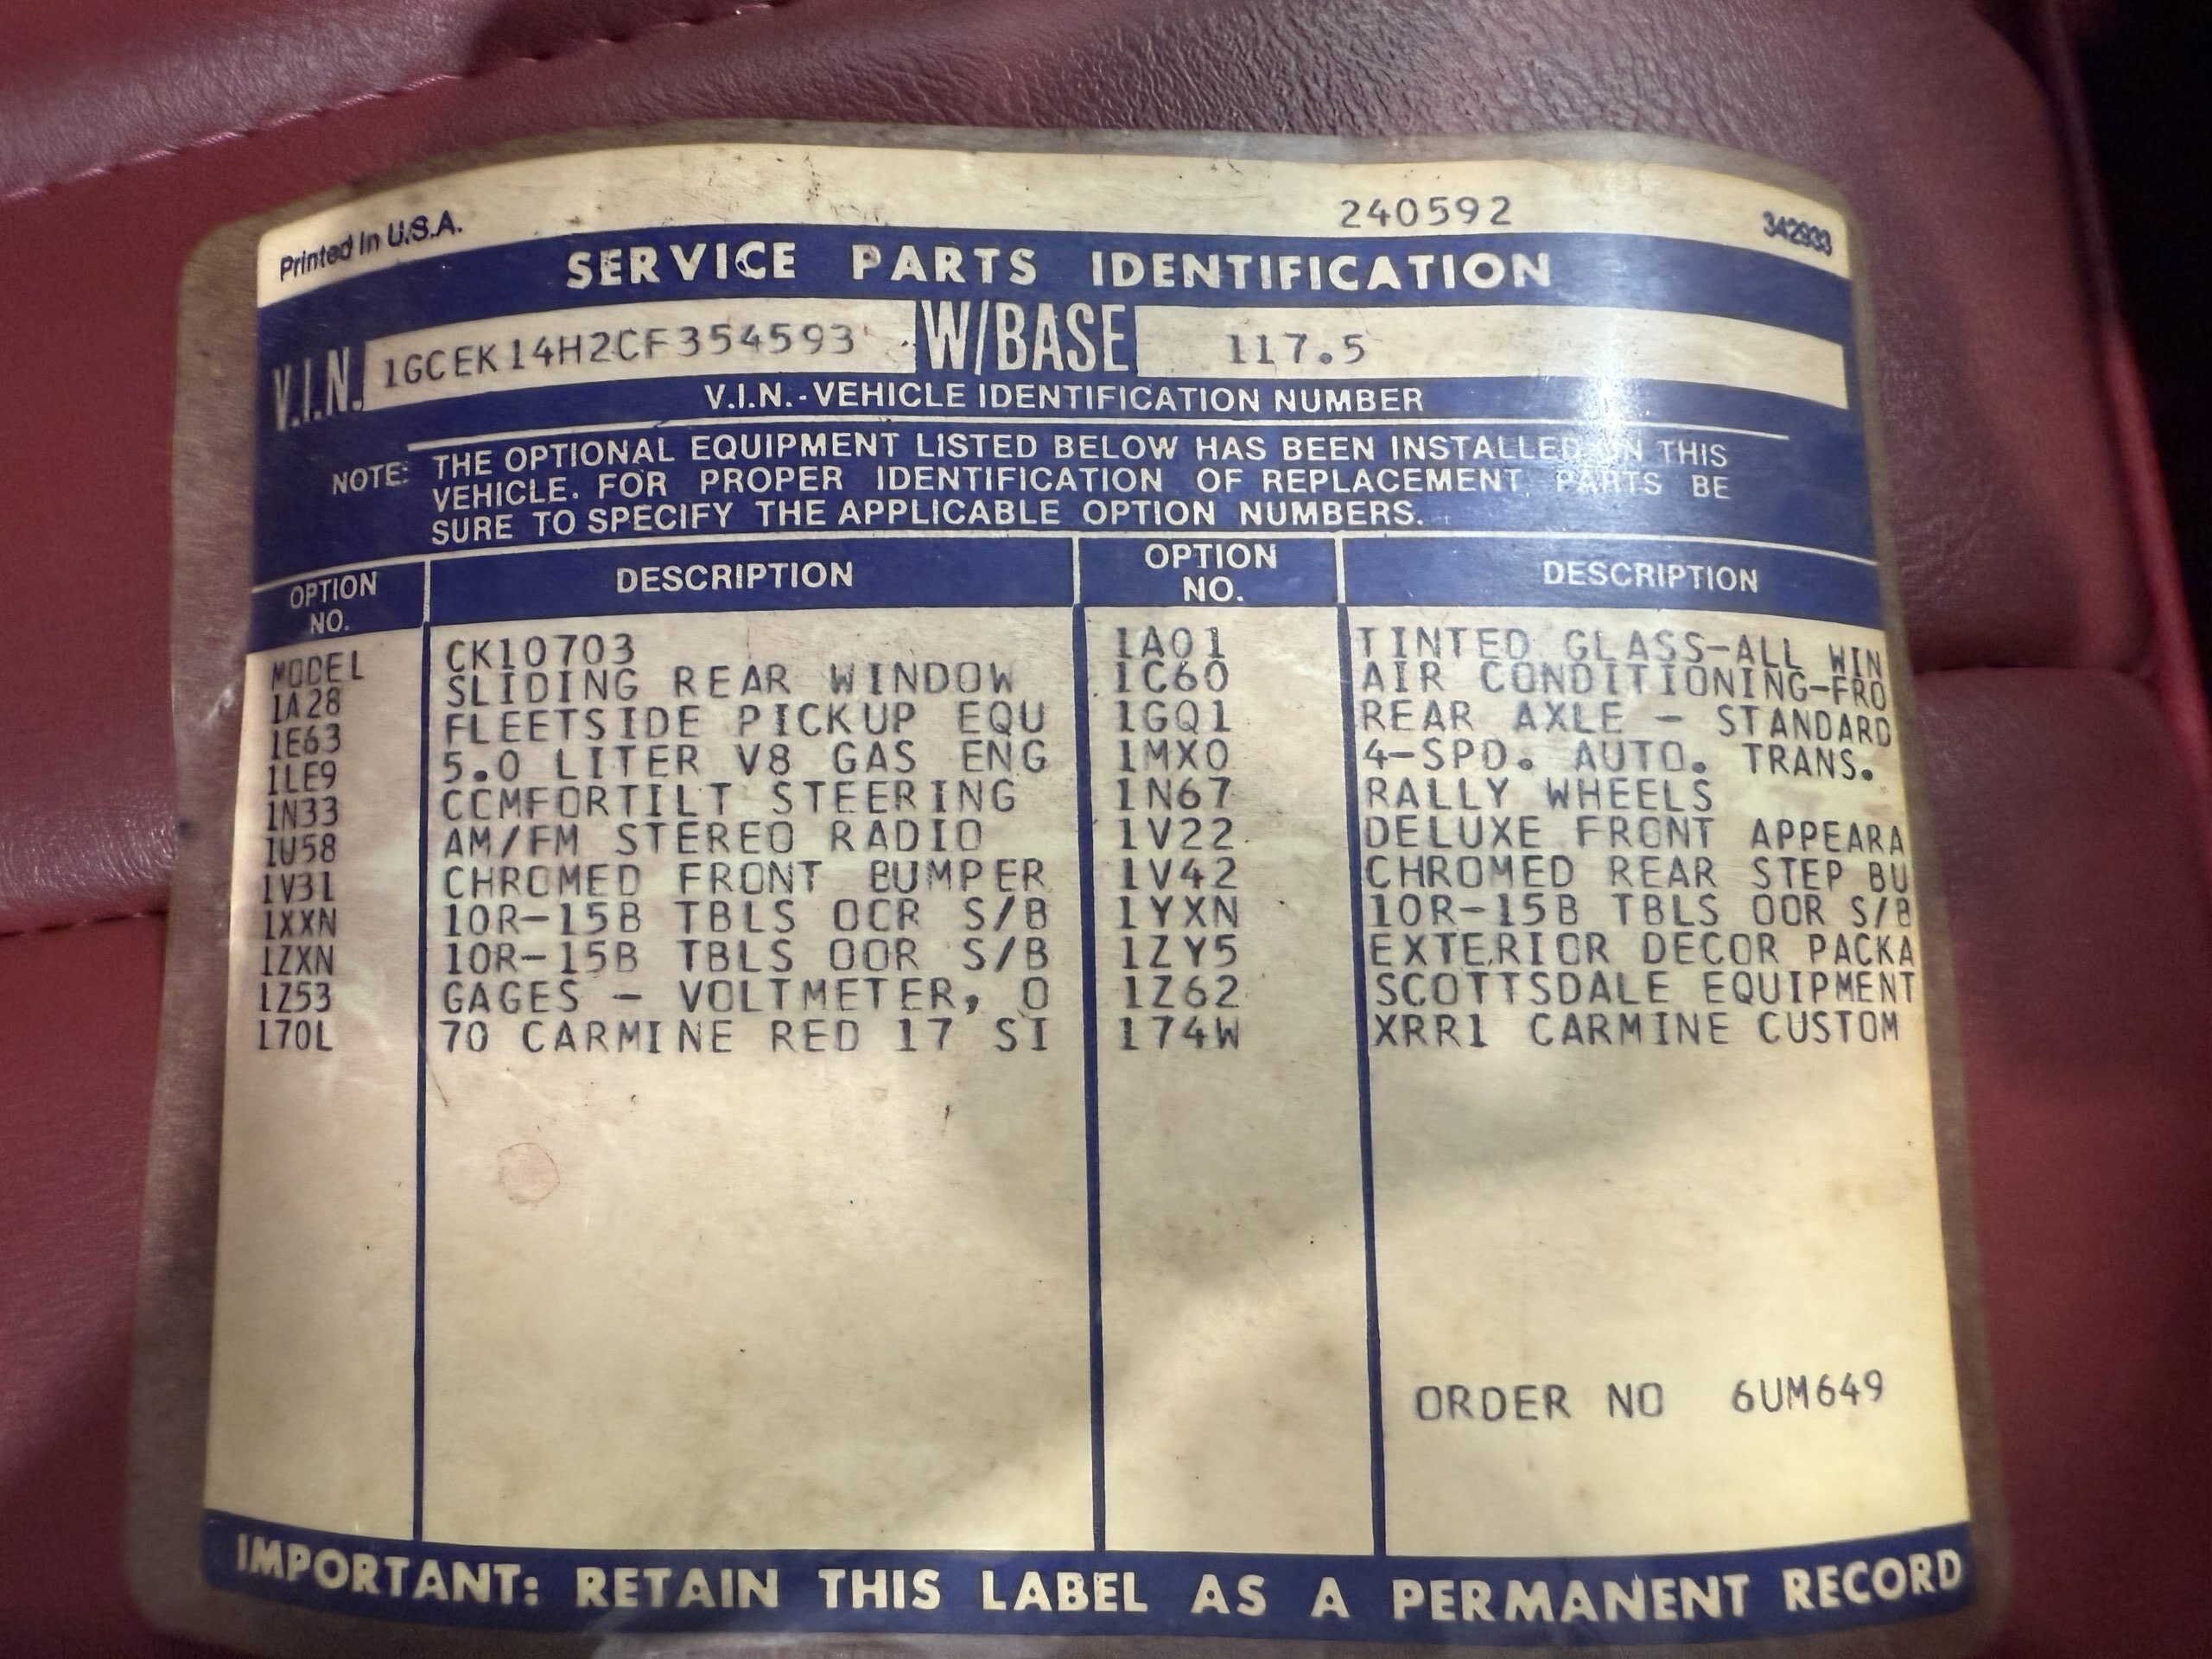 240592
Printed In U.S.A. 342933
SERVICE PARTS IDENTIFICATION
V.I.N. 1GCEK14H2CF354593 W/BASE 117.5
V.I.N.-VEHICLE IDENTIFICATION NUMBER
NOTE: THE OPTIONAL EQUIPMENT LISTED BELOW HAS BEEN INSTALLED ON THIS
VEHICLE. FOR PROPER IDENTIFICATION OF REPLACEMENT PARTS BE
SURE TO SPECIFY THE APPLICABLE OPTION NUMBERS.
OPTION NO. DESCRIPTION OPTION NO. DESCRIPTION
MODEL CK10703 1A01 TINTED GLASS-ALL WIN
1A28 SLIDING REAR WINDOW 1C60 AIR CONDITIONING-FRO
1E63 FLEETSIDE PICKUP EQU 1GQ1 REAR AXLE - STANDARD
1LE9 5.0 LITER V8 GAS ENG 1MX0 4-SPD. AUTO. TRANS.
1N33 COMFORTILT STEERING 1N67 RALLY WHEELS
1U58 AM/FM STEREO RADIO 1V22 DELUXE FRONT APPEARA
1V31 CHROMED FRONT BUMPER 1V42 CHROMED REAR STEP BU
1XXN 10R-15B TBLS OOR S/B 1YXN 10R-15B TBLS OOR S/B
1ZXN 10R-15B TBLS OOR S/B 1ZY5 EXTERIOR DECOR PACKA
1Z53 GAGES - VOLTMETER, O 1Z62 SCOTTSDALE EQUIPMENT
170L 70 CARMINE RED 17 SI 174W XRR1 CARMINE CUSTOM
ORDER NO 6UM649
IMPORTANT: RETAIN THIS LABEL AS A PERMANENT RECORD